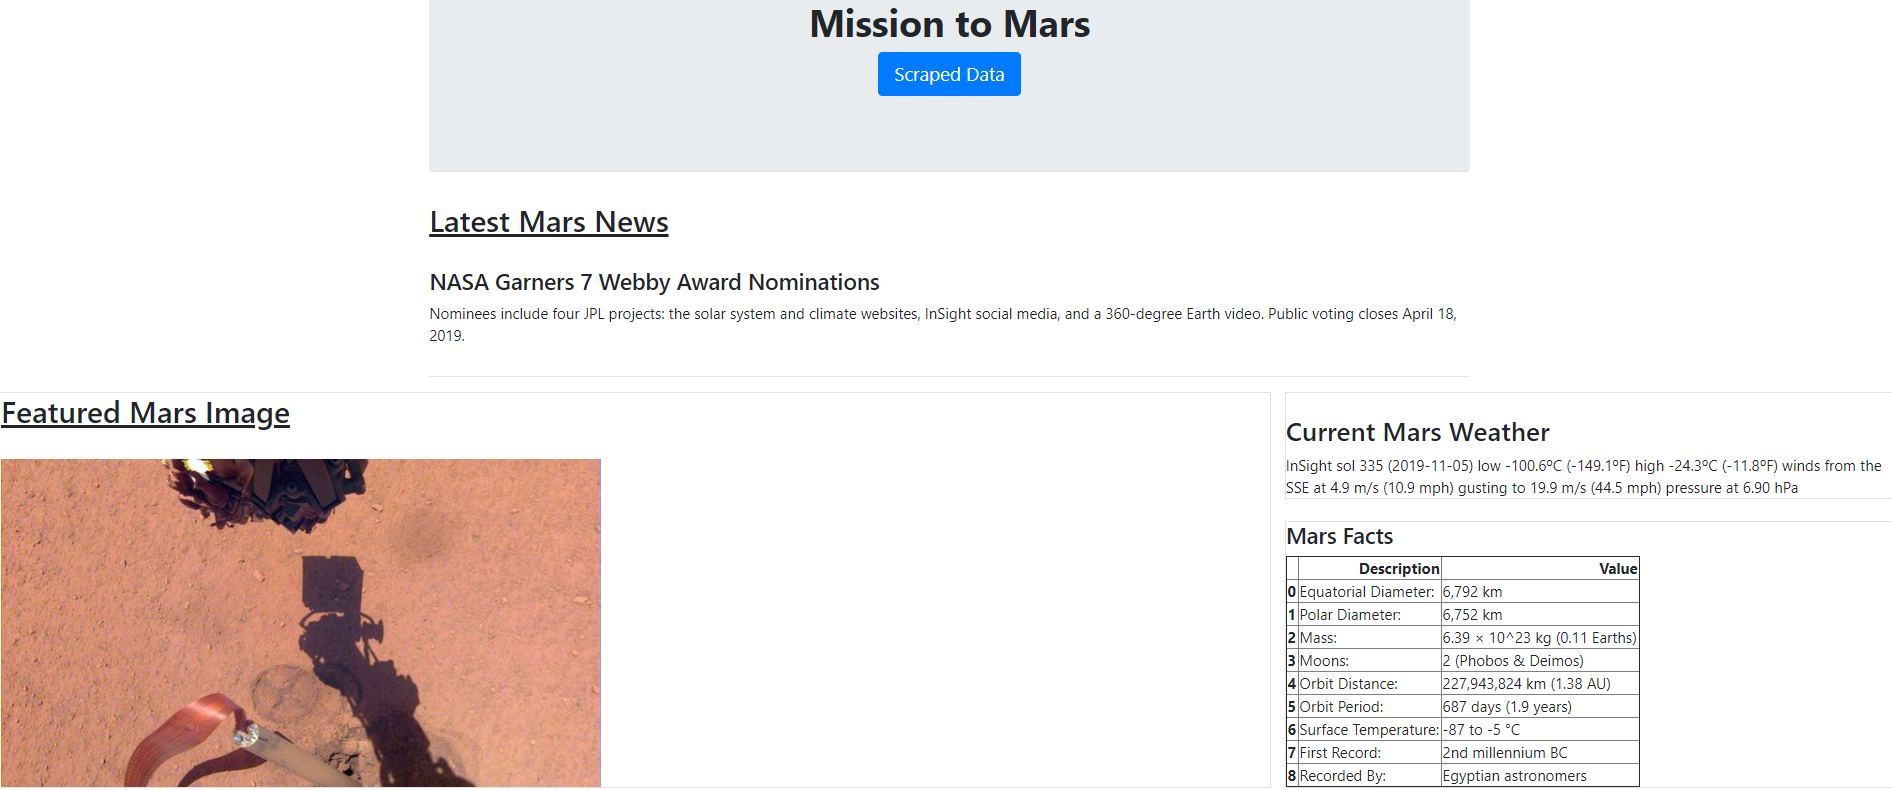 Mission to Mars
Scraped Data
Latest Mars News
NASA Garners 7 Webby Award Nominations
Nominees include four JPL projects: the solar system and climate websites, InSight social media, and a 360-degree Earth video. Public voting closes April 18,
2019.
Featured Mars Image
Current Mars Weather
InSight sol 335 (2019-11-05) low -100.6ºC (-149.1ºF) high -24.3ºC (-11.8ºF) winds from the
SSE at 4.9 m/s (10.9 mph) gusting to 19.9 m/s (44.5 mph) pressure at 6.90 hPa
Mars Facts
Description Value
0 Equatorial Diameter: 6,792 km
1 Polar Diameter: 6,752 km
2 Mass: 6.39 × 10^23 kg (0.11 Earths)
3 Moons: 2 (Phobos & Deimos)
4 Orbit Distance: 227,943,824 km (1.38 AU)
5 Orbit Period: 687 days (1.9 years)
6 Surface Temperature: -87 to -5 °C
7 First Record: 2nd millennium BC
8 Recorded By: Egyptian astronomers